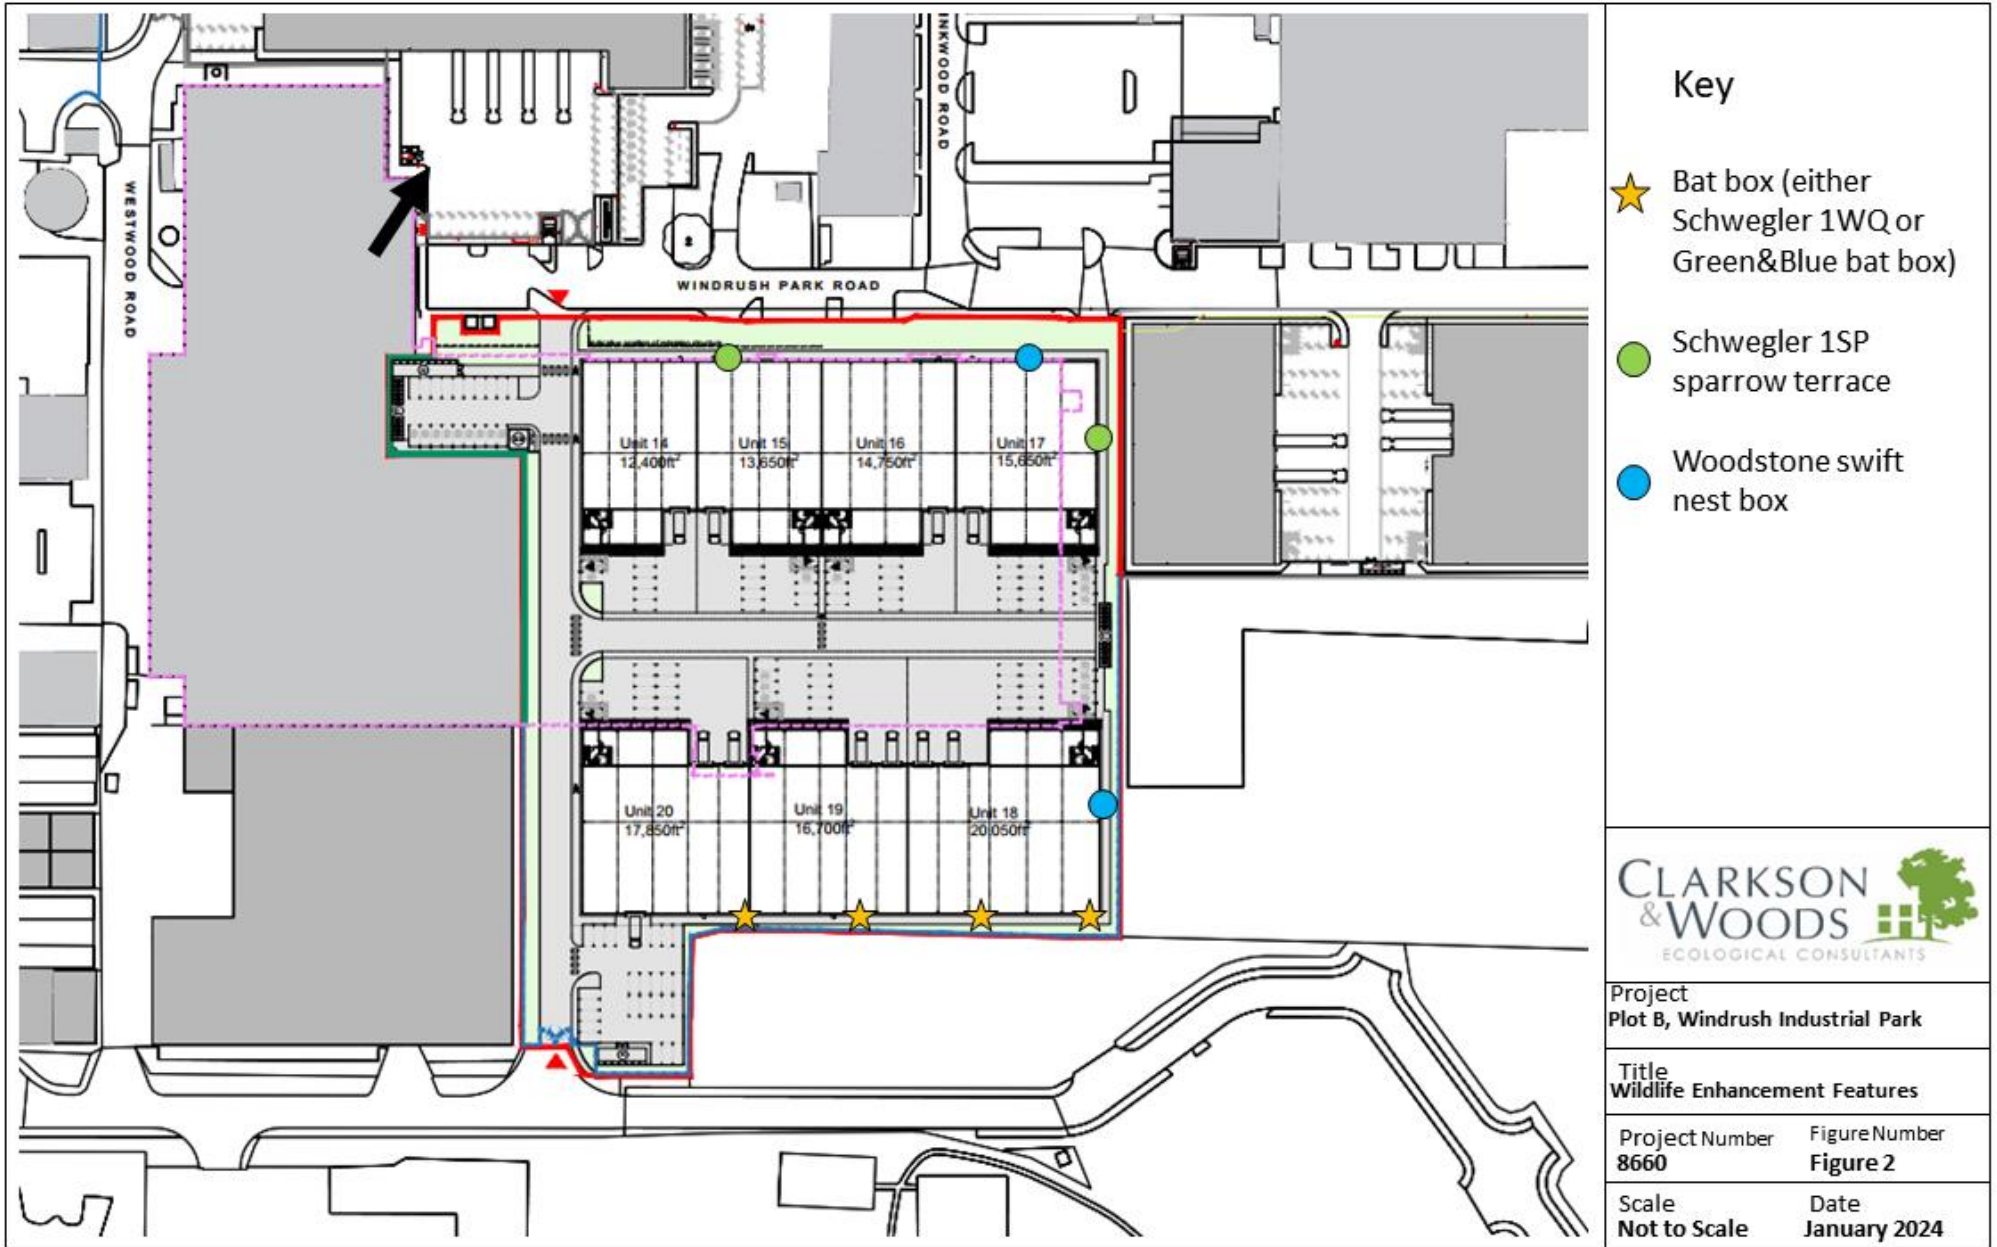 WESTWOOD ROAD
INKWOOD ROAD
WINDRUSH PARK ROAD
Unit 14
12,400ft²
Unit 15
13,650ft²
Unit 16
14,750ft²
Unit 17
15,650ft²
Unit 20
17,850ft²
Unit 19
16,700ft²
Unit 18
20,050ft²
Key
Bat box (either
Schwegler 1WQ or
Green&Blue bat box)
Schwegler 1SP
sparrow terrace
Woodstone swift
nest box
CLARKSON
&WOODS
ECOLOGICAL CONSULTANTS
Project
Plot B, Windrush Industrial Park
Title
Wildlife Enhancement Features
Project Number
8660
Figure Number
Figure 2
Scale
Not to Scale
Date
January 2024